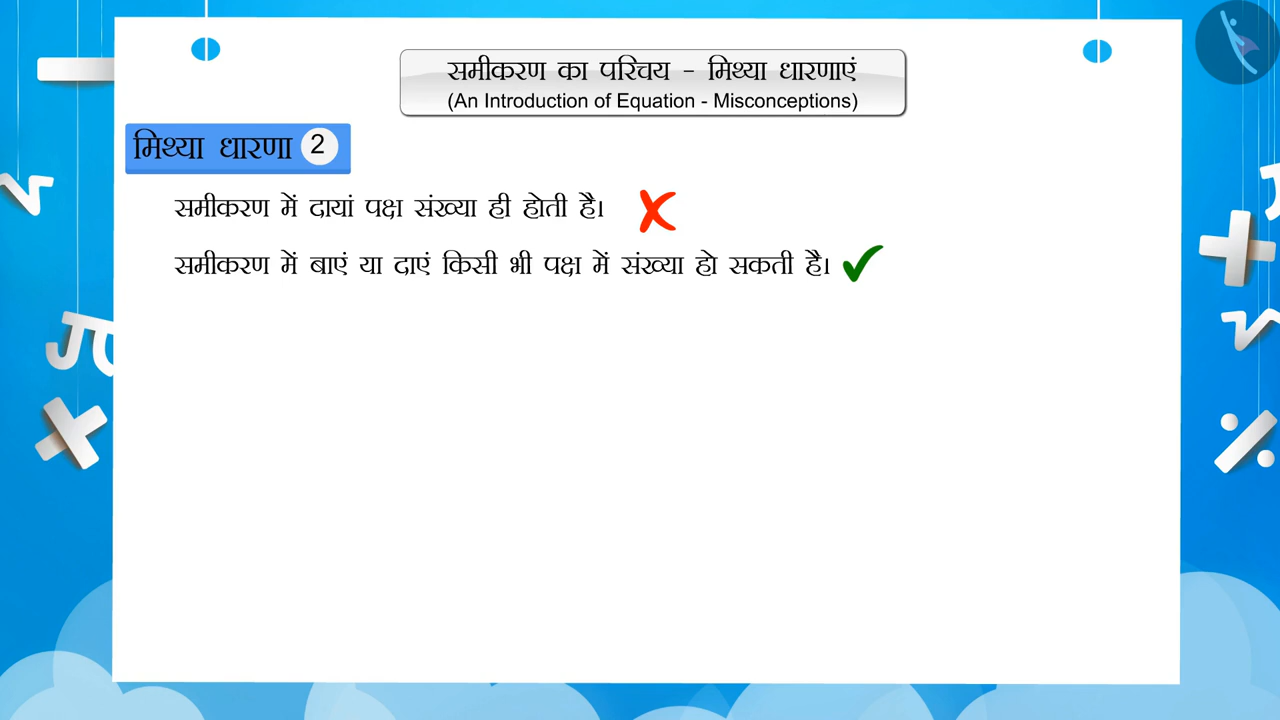 समीकरण का परिचय - मिथ्या धारणाएं
(An Introduction of Equation - Misconceptions)
मिथ्या धारणा 2
समीकरण में दायां पक्ष संख्या ही होती है।
समीकरण में बाएं या दाएं किसी भी पक्ष में संख्या हो सकती है।